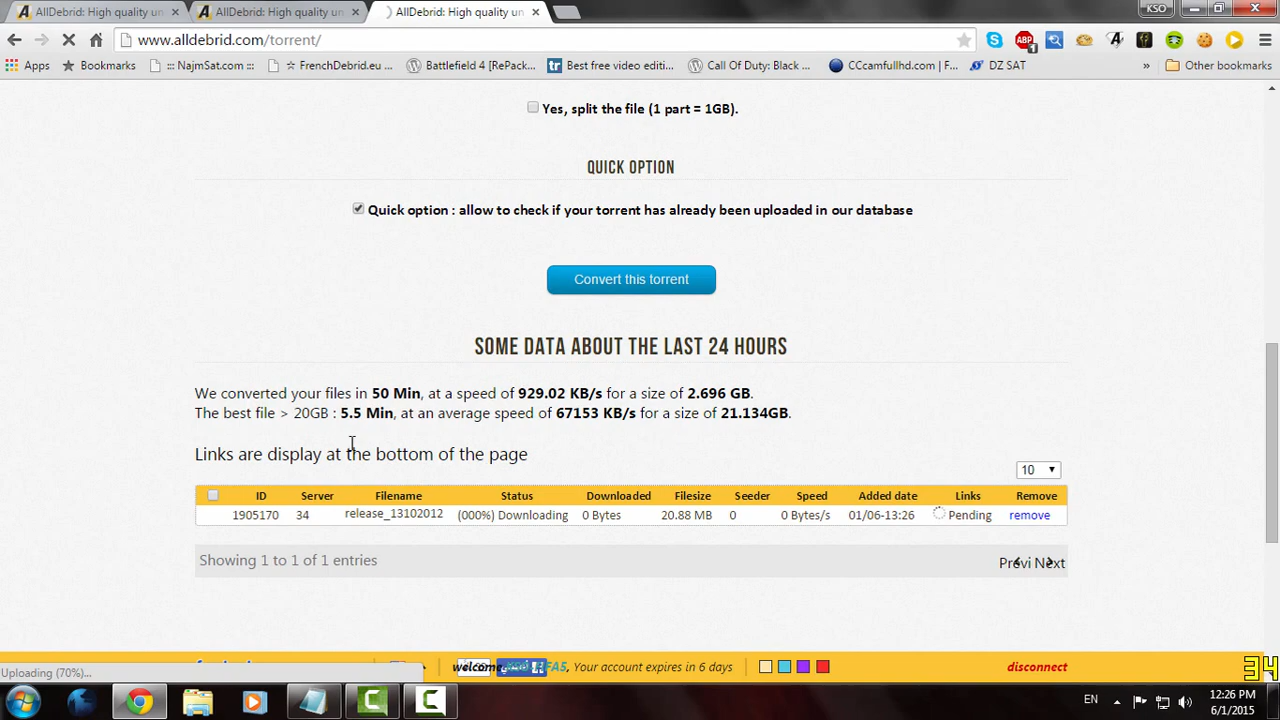 AllDebrid: High quality un
AllDebrid: High quality un
AllDebrid: High quality un
KSO
www.alldebrid.com/torrent/
ABP
1
Apps
Bookmarks
::: NajmSat.com :::
☆ FrenchDebrid.eu ...
Battlefield 4 [RePack...
tr
Best free video editi...
Call Of Duty: Black ...
CCcamfullhd.com | F...
DZ SAT
»
Other bookmarks
Yes, split the file (1 part = 1GB).
QUICK OPTION
Quick option : allow to check if your torrent has already been uploaded in our database
Convert this torrent
SOME DATA ABOUT THE LAST 24 HOURS
We converted your files in 50 Min, at a speed of 929.02 KB/s for a size of 2.696 GB.
The best file > 20GB : 5.5 Min, at an average speed of 67153 KB/s for a size of 21.134GB.
Links are display at the bottom of the page
10
ID Server Filename Status Downloaded Filesize Seeder Speed Added date Links Remove
1905170 34 release_13102012 (000%) Downloading 0 Bytes 20.88 MB 0 0 Bytes/s 01/06-13:26 Pending remove
Showing 1 to 1 of 1 entries
Previ Next
welcome, Your account expires in 6 days
disconnect
34
Uploading (70%)...
EN
12:26 PM
6/1/2015